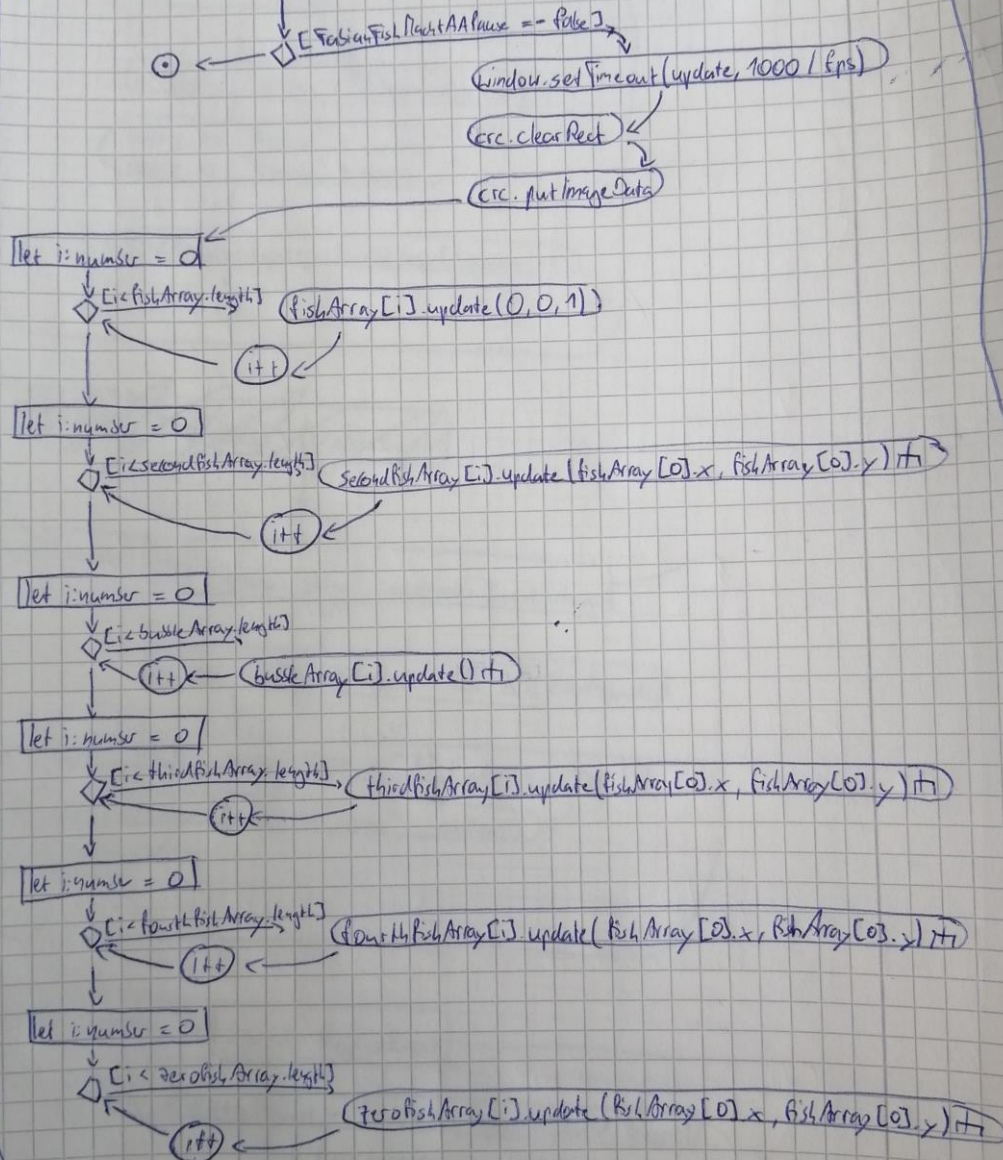 [FabianFishMachtAAPause == false]
window.setTimeout(update, 1000 / fps)
crc.clearRect
crc.putImageData
let i:number = 0
[i<fishArray.length]
fishArray[i].update(0,0,1)
i++
let i:number = 0
[i<secondfishArray.length]
secondfishArray[i].update(fishArray[0].x, fishArray[0].y)
i++
let i:number = 0
[i<bubbleArray.length]
i++
bubbleArray[i].update()
let i:number = 0
[i<thirdfishArray.length]
thirdfishArray[i].update(fishArray[0].x, fishArray[0].y)
i++
let i:number = 0
[i<fourthfishArray.length]
fourthfishArray[i].update(fishArray[0].x, fishArray[0].y)
i++
let i:number = 0
[i< zerofishArray.length]
zerofishArray[i].update(fishArray[0].x, fishArray[0].y)
i++